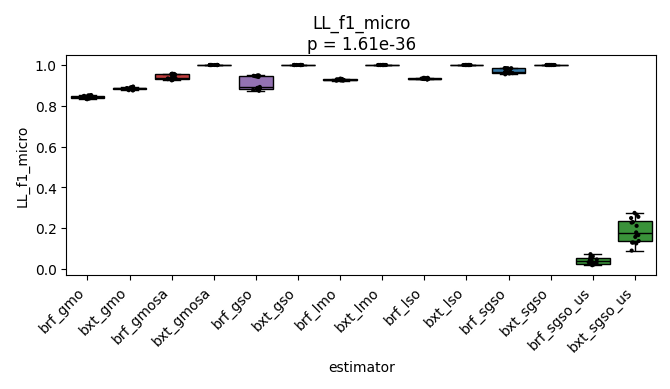 LL_f1_micro
p = 1.61e-36
LL_f1_micro
1.0
0.8
0.6
0.4
0.2
0.0
brf_gmo
bxt_gmo
brf_gmosa
bxt_gmosa
brf_gso
bxt_gso
brf_lmo
bxt_lmo
brf_lso
bxt_lso
brf_sgso
bxt_sgso
brf_sgso_us
bxt_sgso_us
estimator